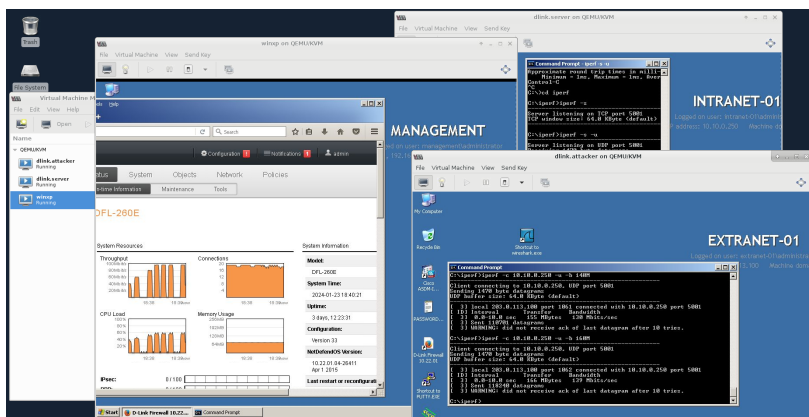 Trash
File System
Virtual Machine M
File Edit View Help
Open
Name
QEMU/KVM
dlink.attacker
Running
dlink.server
Running
winxp
Running
winxp on QEMU/KVM
File Virtual Machine View Send Key
Help
Search
Configuration 1 Notifications 1 admin
atus System Objects Network Policies
n-time Information Maintenance Tools
DFL-260E
System Resources
System Information
Throughput
Connections
Model:
DFL-260E
System Time:
2024-01-23 18:40:21
Uptime:
3 days, 12:23:31
CPU Load
Memory Usage
Configuration:
Version 33
NetDefendOS Version:
10.22.01.04-26411
Apr 1 2015
Last restart or reconfigurati
IPsec:
0 / 100
Start D-Link Firewall 10.22... Command Prompt
MANAGEMENT
dlink.server on QEMU/KVM
File Virtual Machine View Send Key
Command Prompt - iperf -s -u
Approximate round trip times in milli-
Minimum = 1ms, Maximum = 1ms, Aver
Control-C
^C
C:\>cd iperf
C:\iperf>iperf -s
Server listening on TCP port 5001
TCP window size: 64.0 KByte (default)
C:\iperf>iperf -s -u
Server listening on UDP port 5001
INTRANET-01
dlink.attacker on QEMU/KVM
File Virtual Machine View Send Key
My Computer
Recycle Bin
Shortcut to
wireshark.exe
Cisco
ASDM-I...
PASSWORD...
D-Link Firewall
10.22.01
Shortcut to
PUTTY.EXE
EXTRANET-01
Command Prompt
C:\iperf>iperf -c 10.10.0.250 -u -b 140M
Client connecting to 10.10.0.250, UDP port 5001
Sending 1470 byte datagrams
UDP buffer size: 64.0 KByte (default)
[ 3] local 203.0.113.100 port 1061 connected with 10.10.0.250 port 5001
[ ID] Interval Transfer Bandwidth
[ 3] 0.0-10.0 sec 155 MBytes 130 Mbits/sec
[ 3] Sent 110701 datagrams
[ 3] WARNING: did not receive ack of last datagram after 10 tries.
C:\iperf>iperf -c 10.10.0.250 -u -b 160M
Client connecting to 10.10.0.250, UDP port 5001
Sending 1470 byte datagrams
UDP buffer size: 64.0 KByte (default)
[ 3] local 203.0.113.100 port 1062 connected with 10.10.0.250 port 5001
[ ID] Interval Transfer Bandwidth
[ 3] 0.0-10.0 sec 166 MBytes 139 Mbits/sec
[ 3] Sent 118240 datagrams
[ 3] WARNING: did not receive ack of last datagram after 10 tries.
C:\iperf>